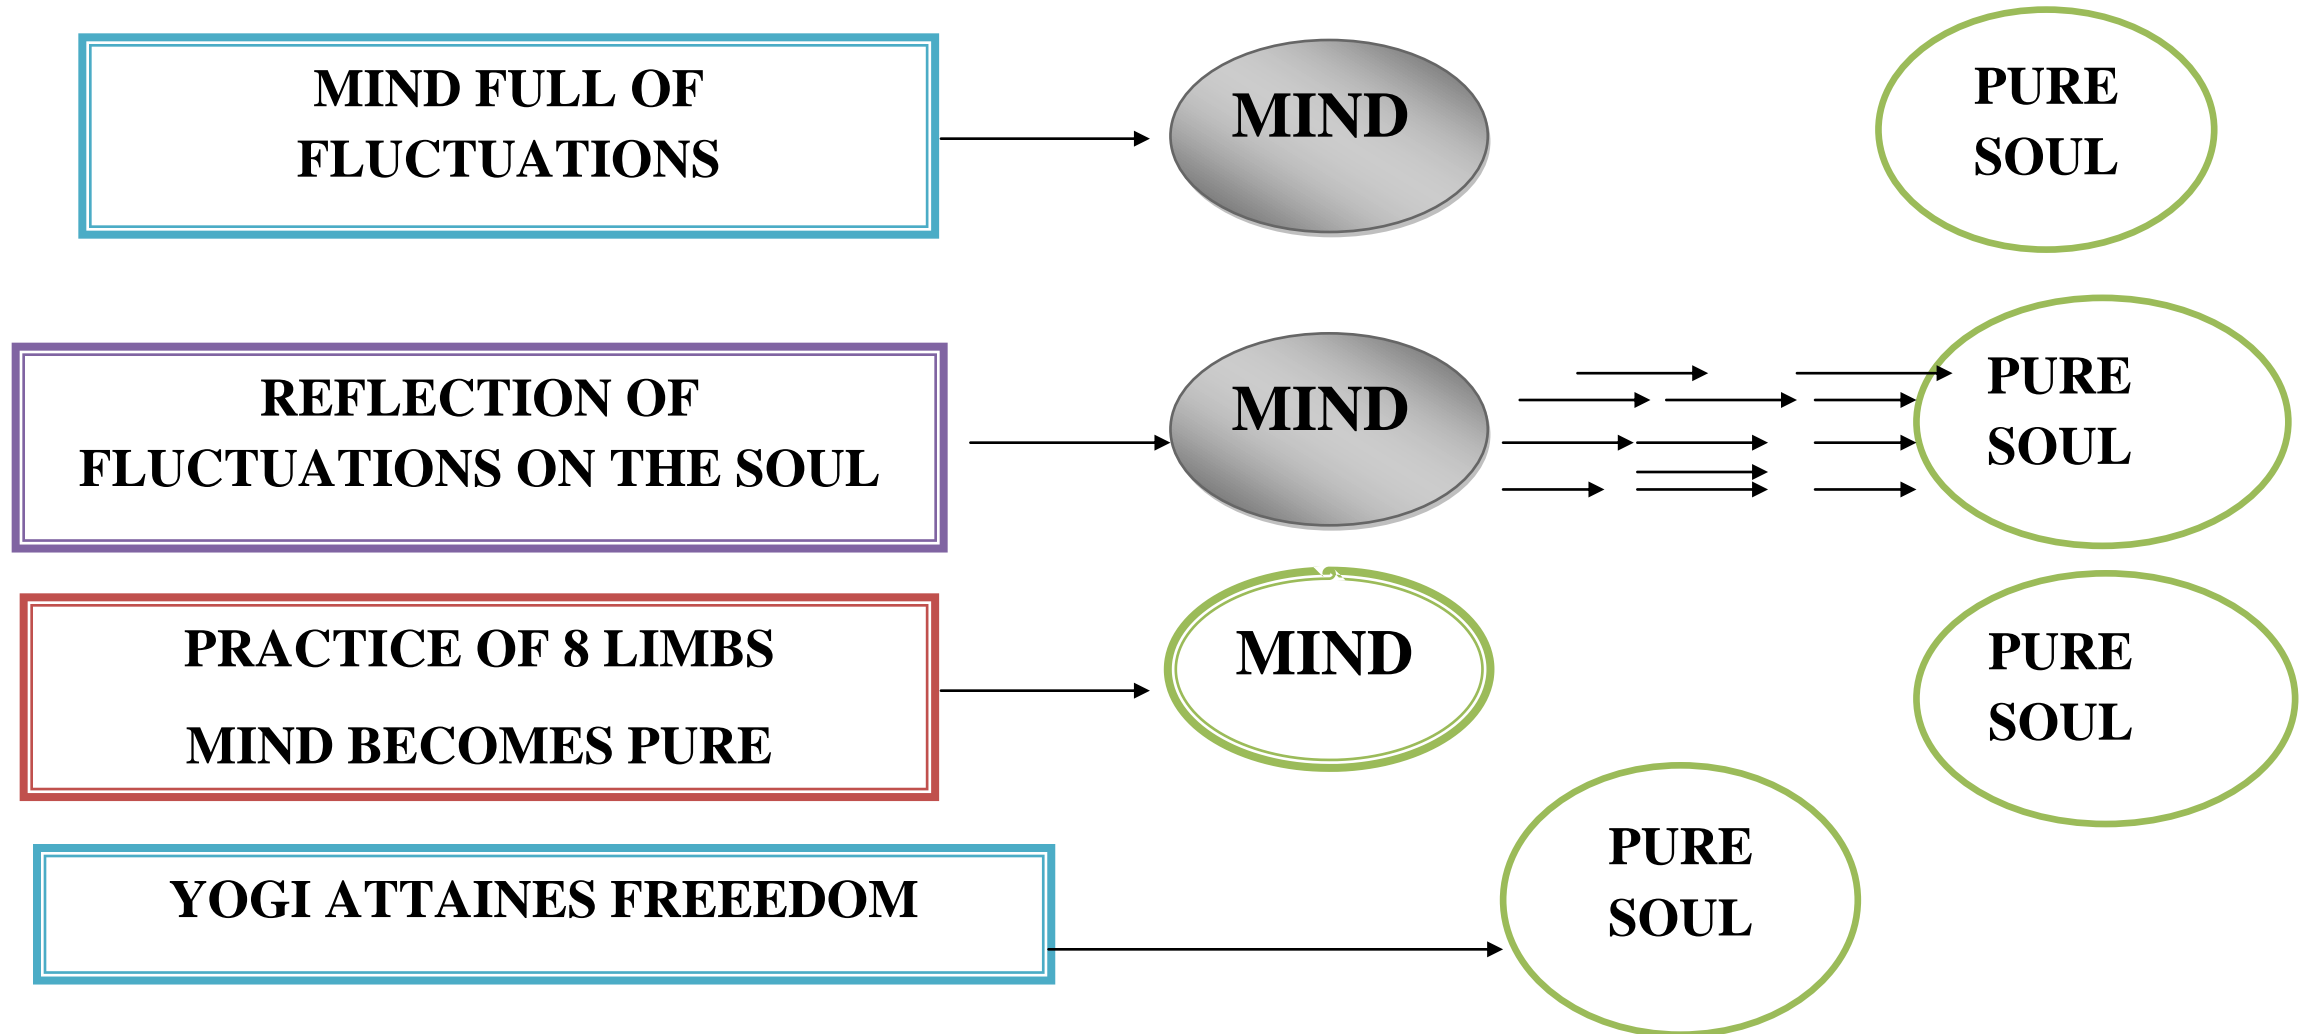 MIND FULL OF
FLUCTUATIONS
MIND
PURE
SOUL
REFLECTION OF
FLUCTUATIONS ON THE SOUL
MIND
PURE
SOUL
PRACTICE OF 8 LIMBS
MIND BECOMES PURE
MIND
PURE
SOUL
YOGI ATTAINES FREEEDOM
PURE
SOUL